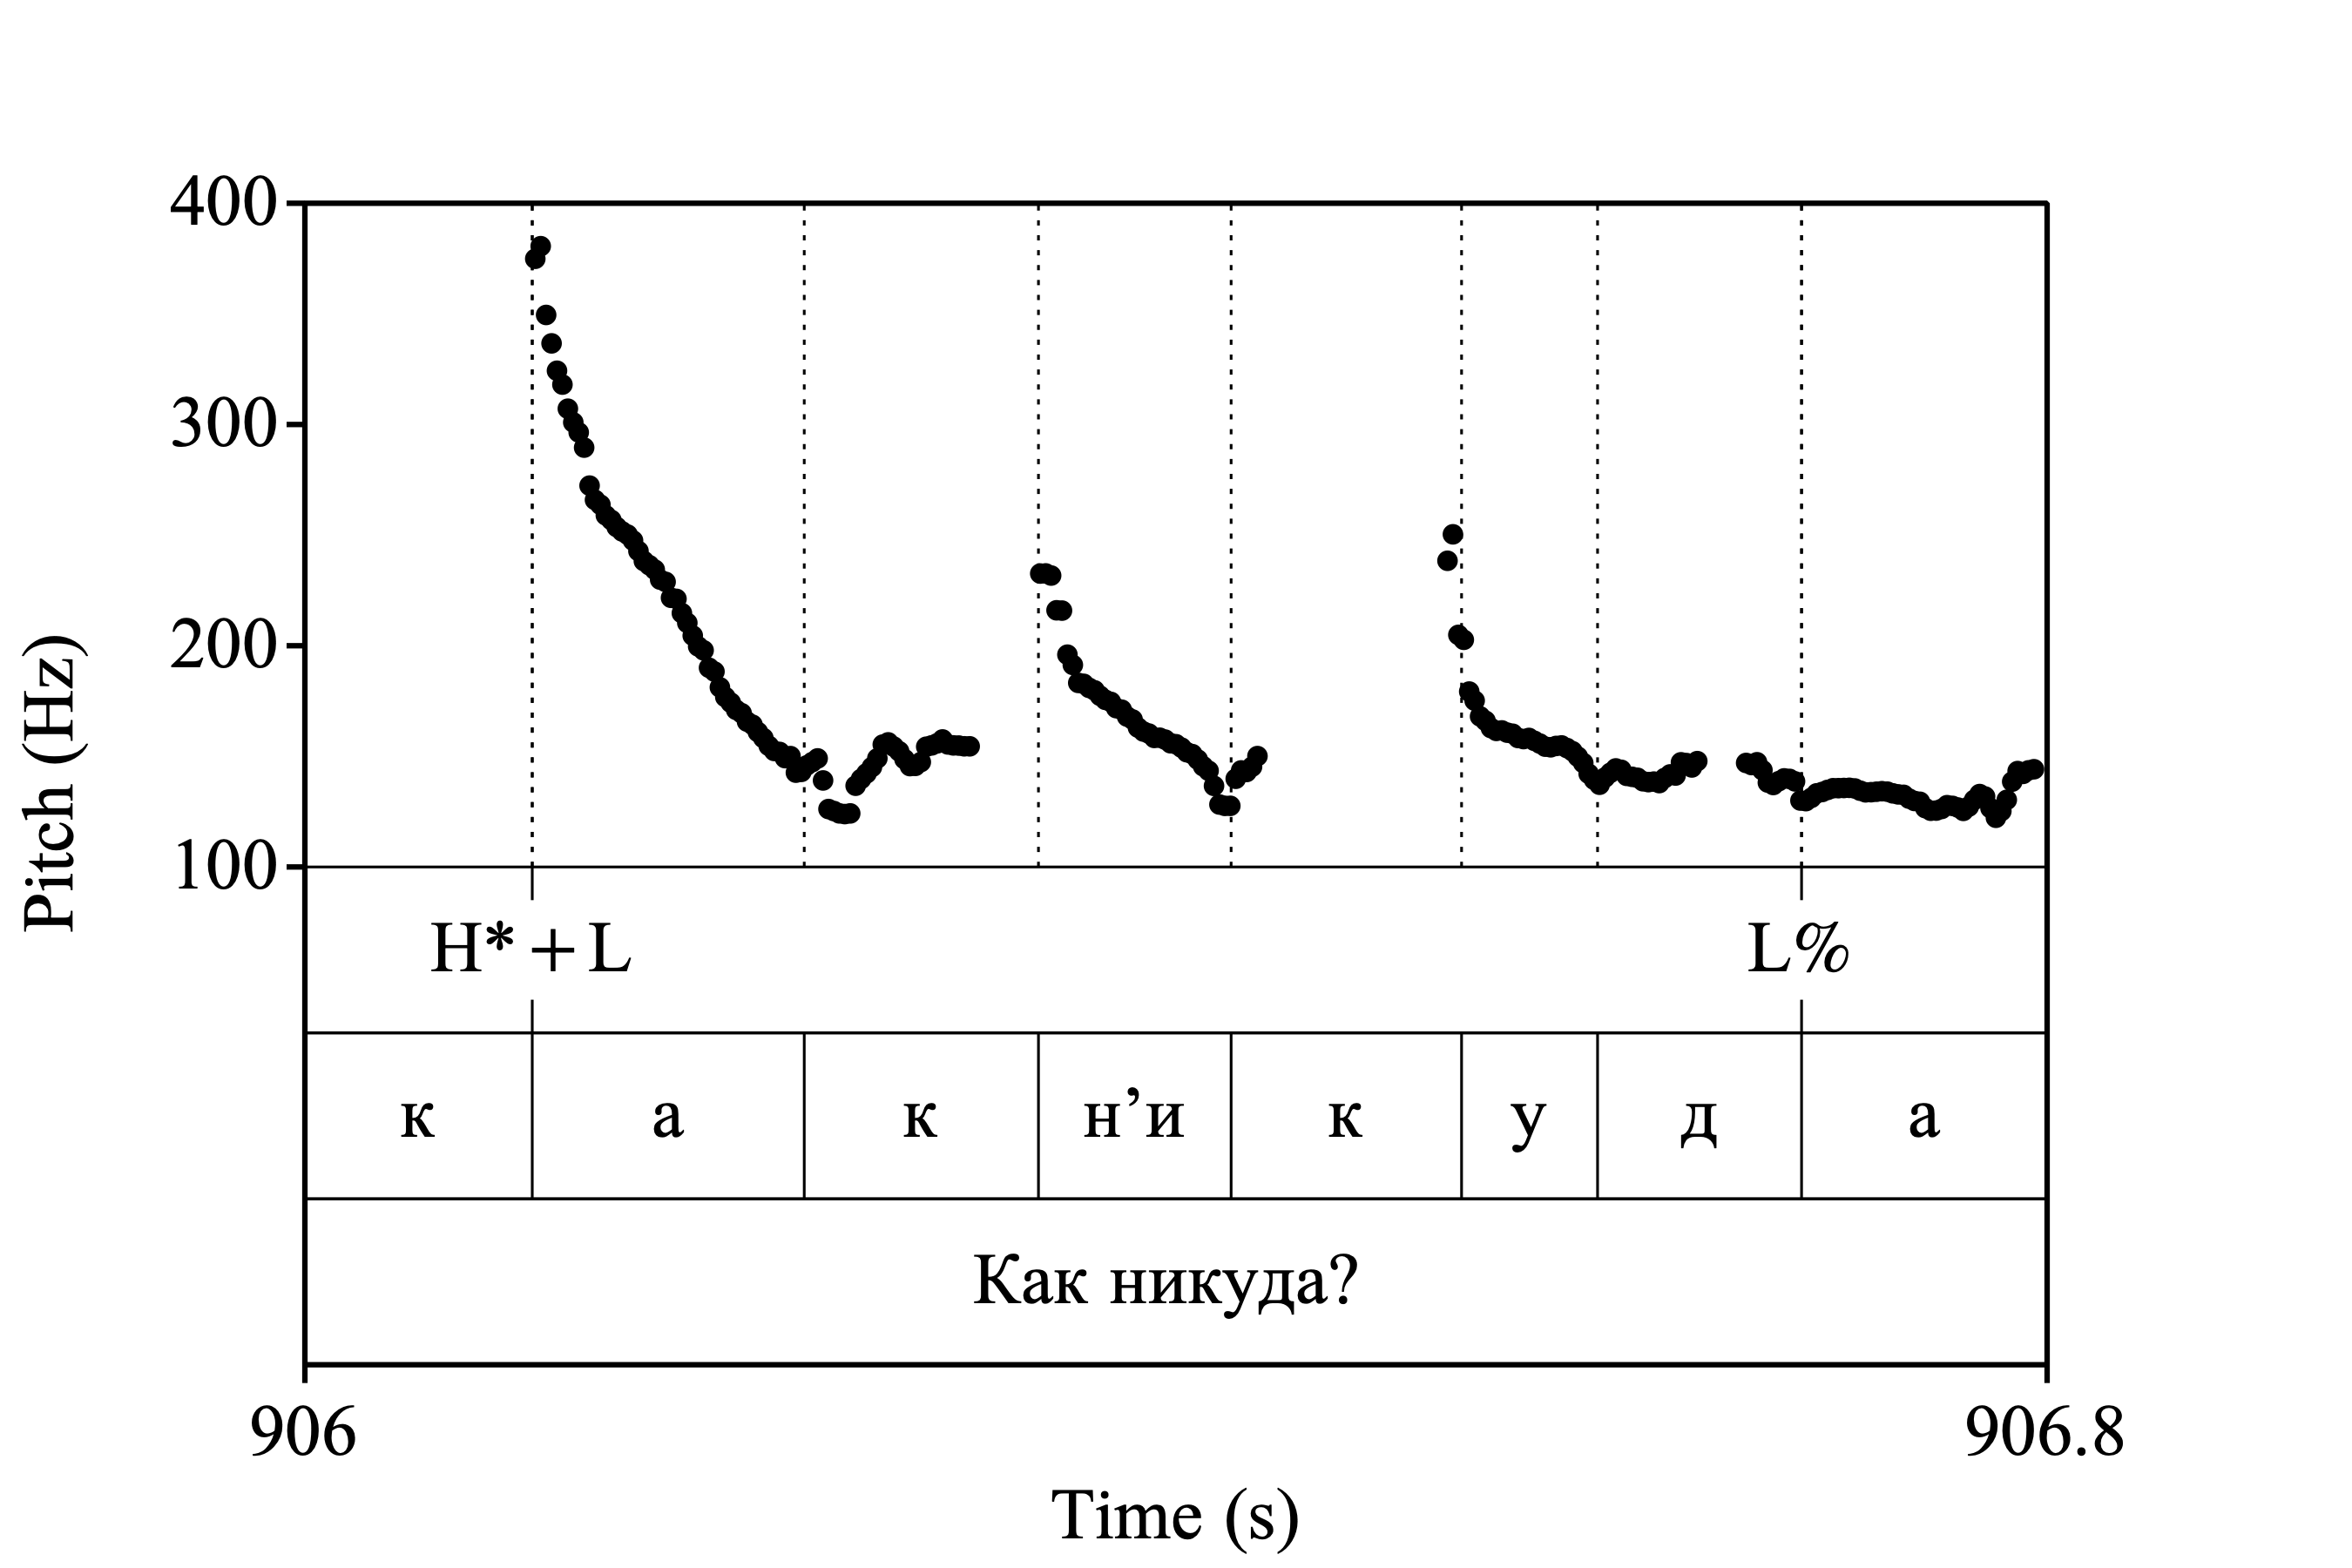 400
300
200
100
Pitch (Hz)
H* + L L%
к а к н’и к у д а
Как никуда?
906 906.8
Time (s)